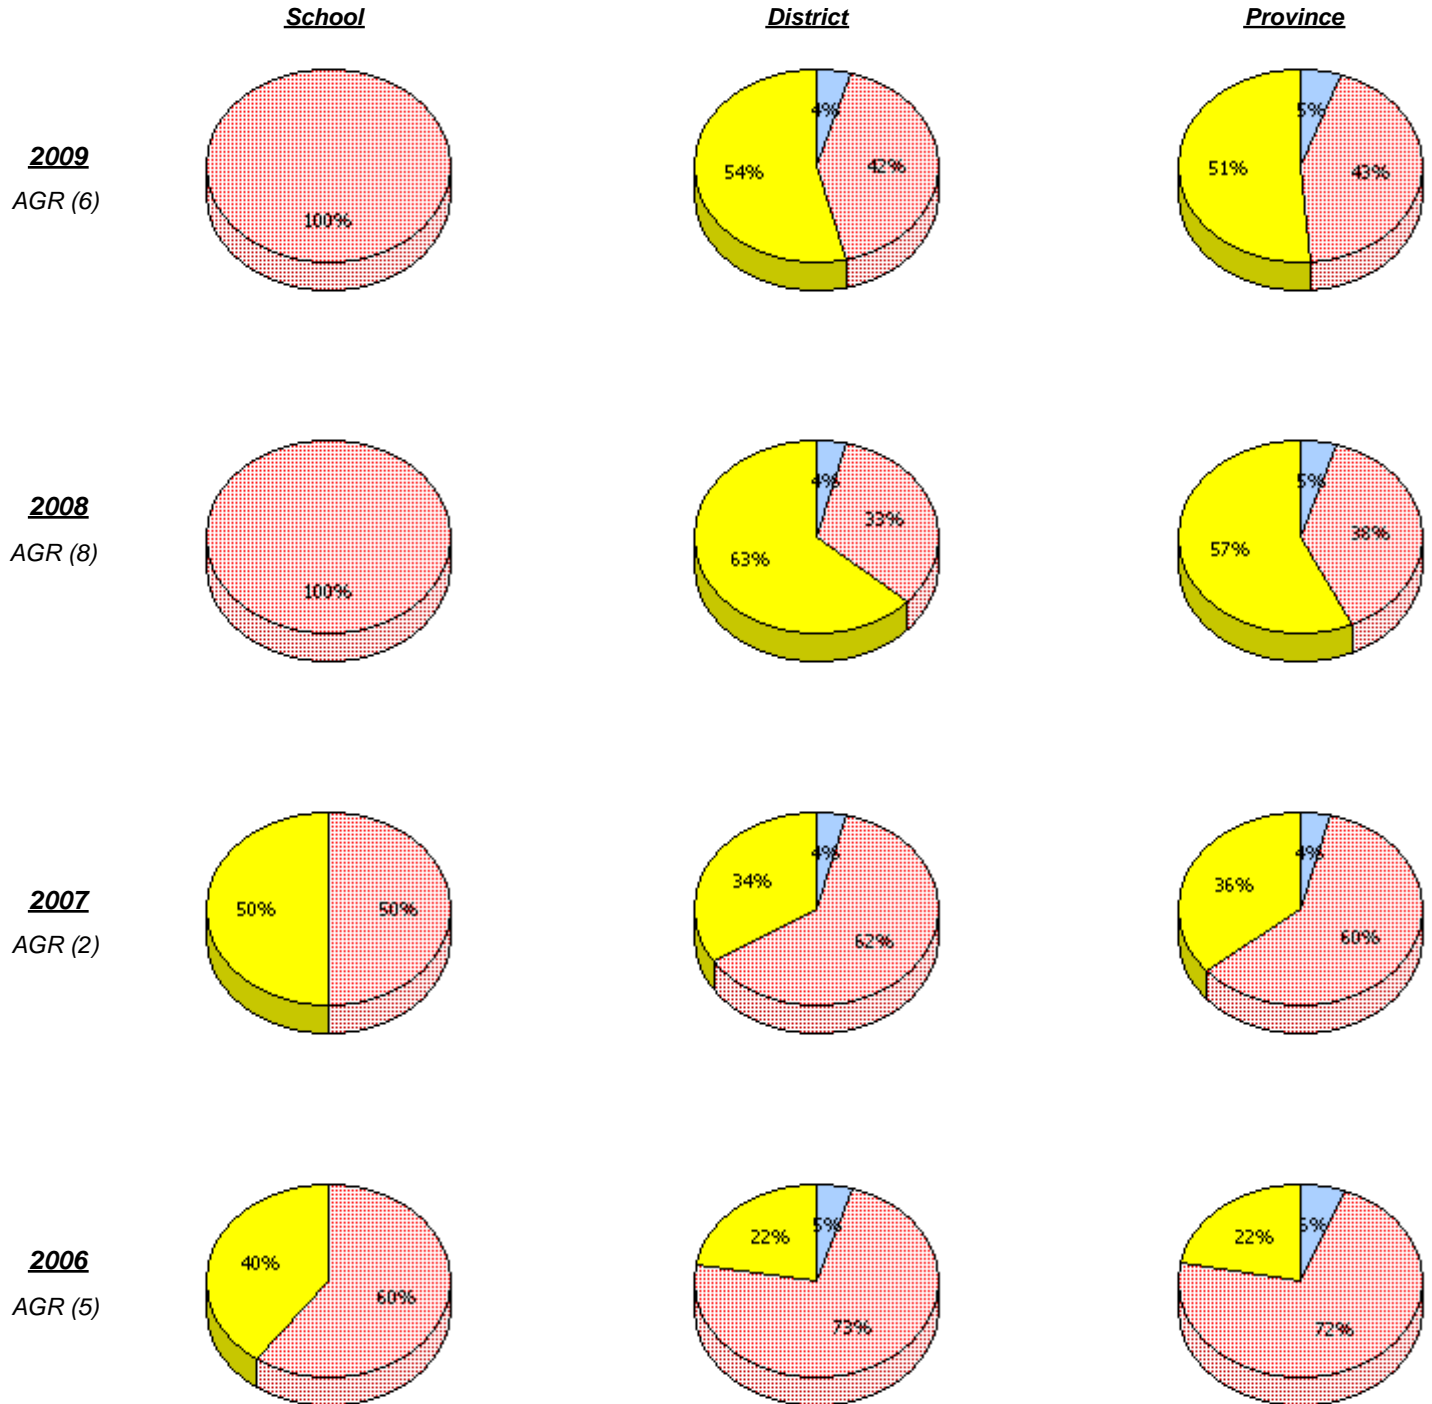 School District Province
2009
AGR (6)
100%
54% 4% 42%
51% 5% 43%
2008
AGR (8)
100%
63% 4% 33%
57% 5% 38%
2007
AGR (2)
50% 50%
34% 4% 62%
36% 4% 60%
2006
AGR (5)
40% 60%
22% 5% 73%
22% 6% 72%